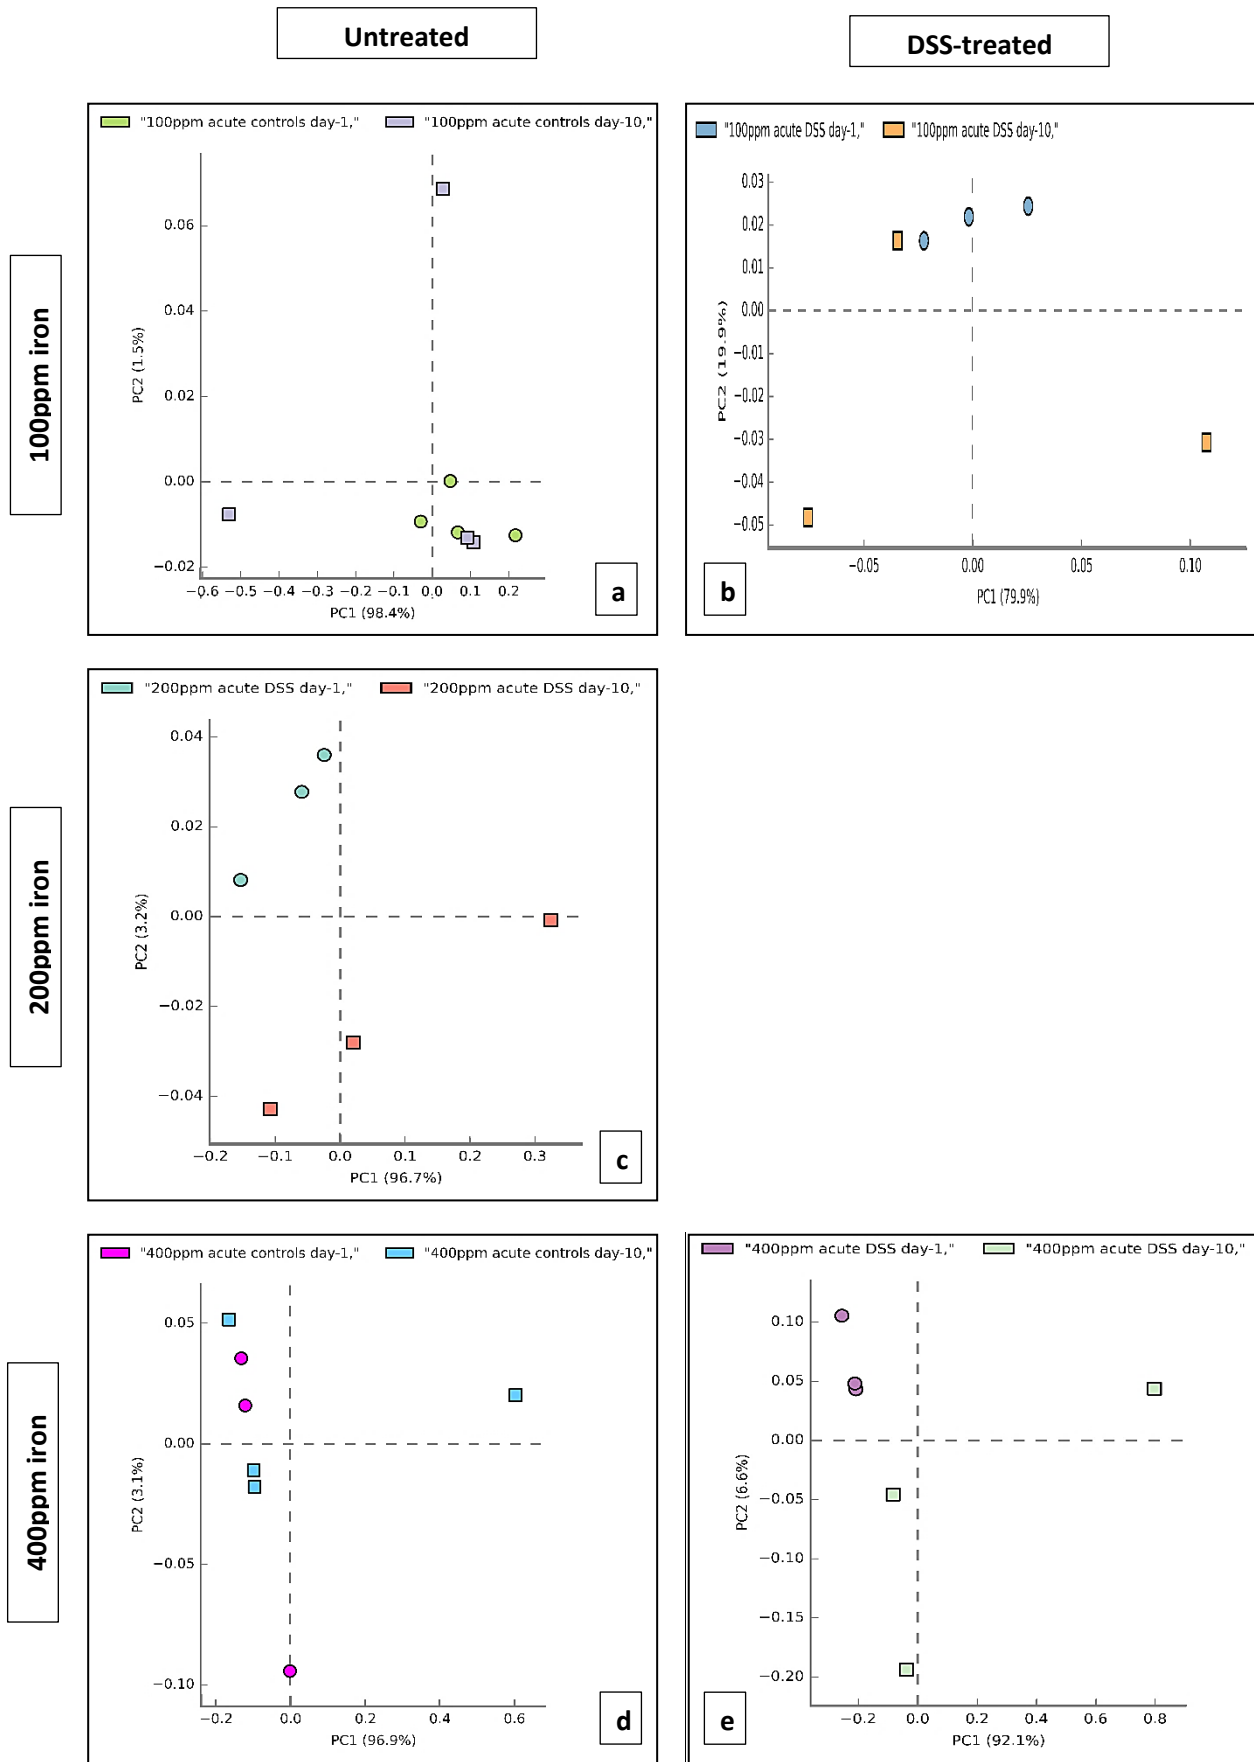 Untreated
DSS-treated
100ppm iron
"100ppm acute controls day-1," "100ppm acute controls day-10,"
0.06
0.04
0.02
0.00
−0.02
PC2 (1.5%)
−0.6 −0.5 −0.4 −0.3 −0.2 −0.1 0.0 0.1 0.2
PC1 (98.4%)
a
"100ppm acute DSS day-1," "100ppm acute DSS day-10,"
0.03
0.02
0.01
0.00
−0.01
−0.02
−0.03
−0.04
−0.05
PC2 (19.9%)
−0.05 0.00 0.05 0.10
PC1 (79.9%)
b
200ppm iron
"200ppm acute DSS day-1," "200ppm acute DSS day-10,"
0.04
0.02
0.00
−0.02
−0.04
PC2 (3.2%)
−0.2 −0.1 0.0 0.1 0.2 0.3
PC1 (96.7%)
c
400ppm iron
"400ppm acute controls day-1," "400ppm acute controls day-10,"
0.05
0.00
−0.05
−0.10
PC2 (3.1%)
−0.2 0.0 0.2 0.4 0.6
PC1 (96.9%)
d
"400ppm acute DSS day-1," "400ppm acute DSS day-10,"
0.10
0.05
0.00
−0.05
−0.10
−0.15
−0.20
PC2 (6.6%)
−0.2 0.0 0.2 0.4 0.6 0.8
PC1 (92.1%)
e